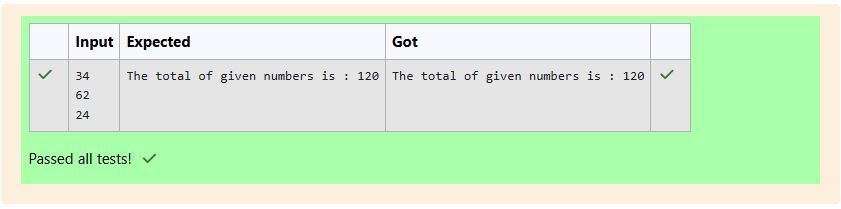 Input Expected Got
34 The total of given numbers is : 120 The total of given numbers is : 120
62
24
Passed all tests!